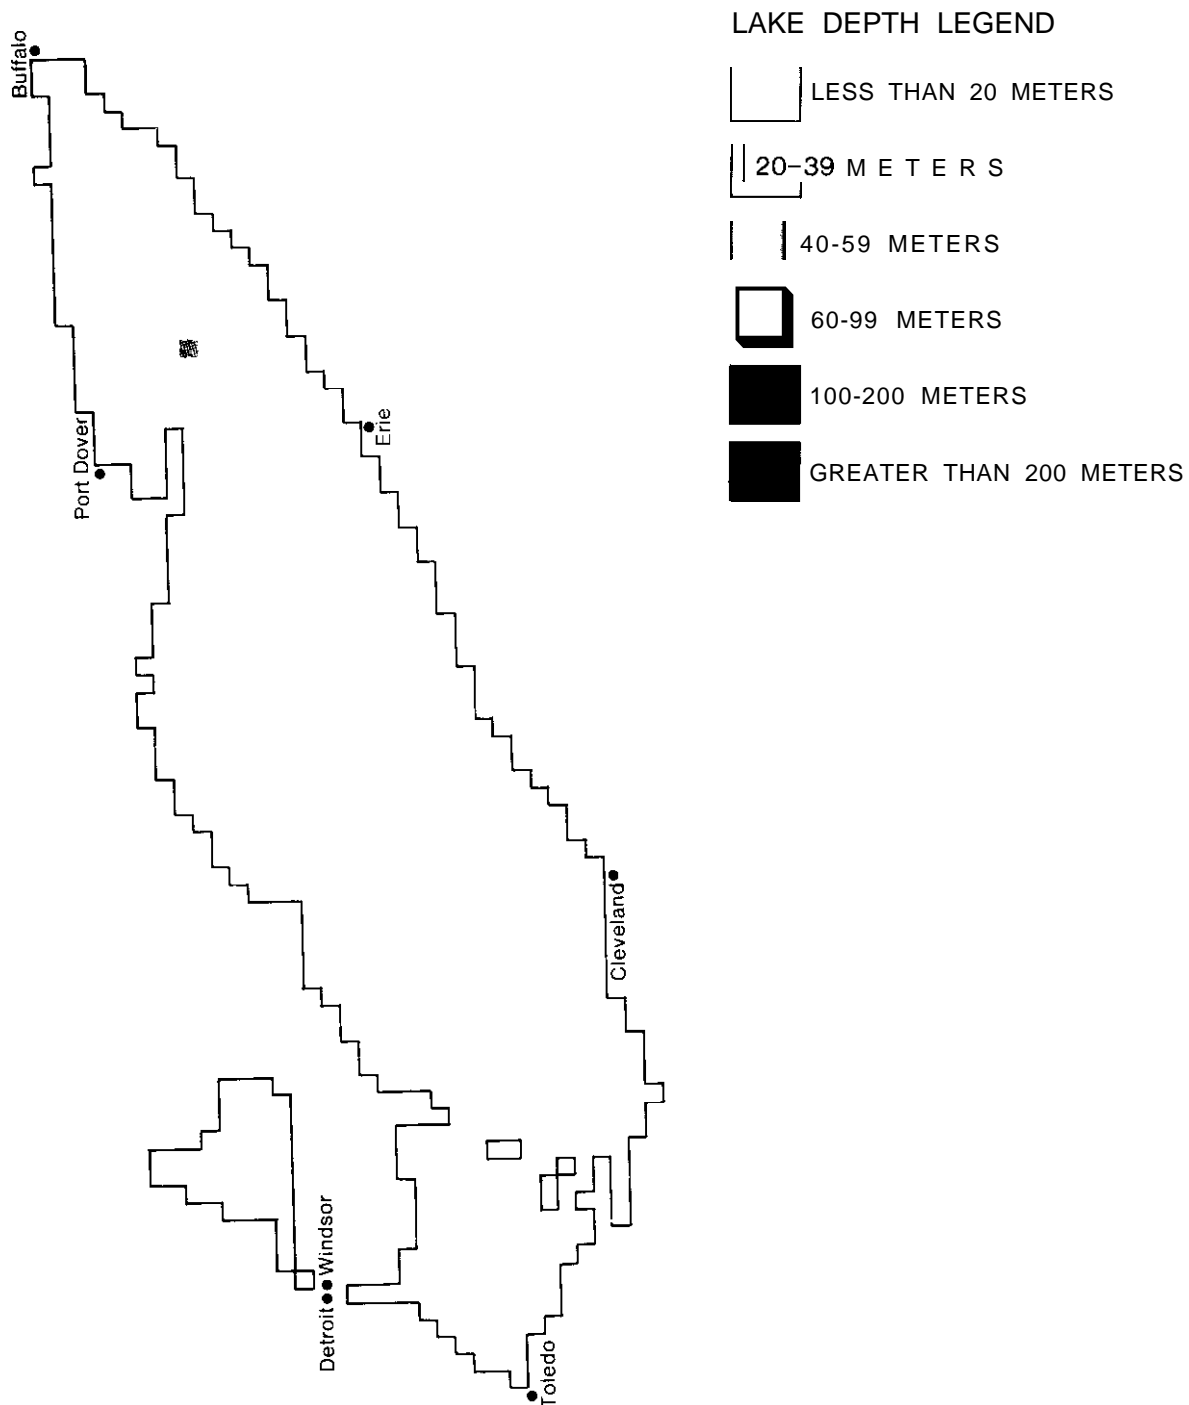 LAKE DEPTH LEGEND
LESS THAN 20 METERS
20-39 METERS
40-59 METERS
60-99 METERS
100-200 METERS
GREATER THAN 200 METERS
Buffalo
Port Dover
Erie
Cleveland
Windsor
Detroit
Toledo